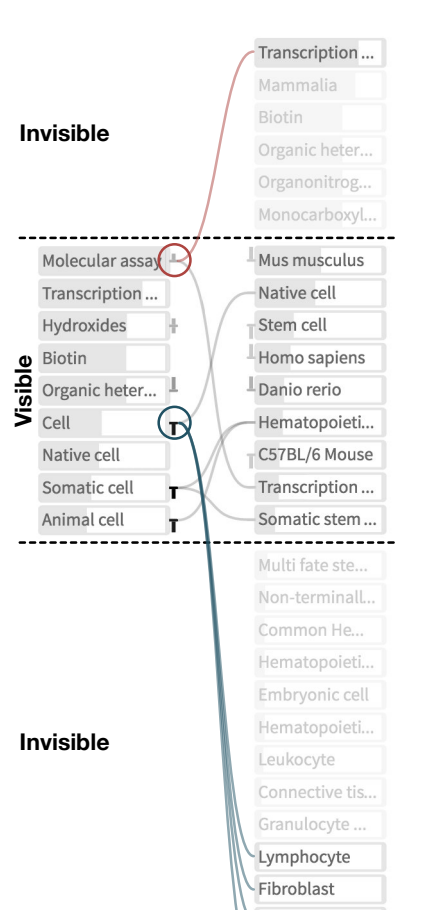 Transcription ...
Mammalia
Biotin
Organic heter...
Organonitrog...
Monocarboxyl...
Invisible
Visible
Molecular assay
Transcription ...
Hydroxides
Biotin
Organic heter...
Cell
Native cell
Somatic cell
Animal cell
Mus musculus
Native cell
Stem cell
Homo sapiens
Danio rerio
Hematopoieti...
C57BL/6 Mouse
Transcription ...
Somatic stem ...
Invisible
Multi fate ste...
Non-terminall...
Common He...
Hematopoieti...
Embryonic cell
Hematopoieti...
Leukocyte
Connective tis...
Granulocyte ...
Lymphocyte
Fibroblast